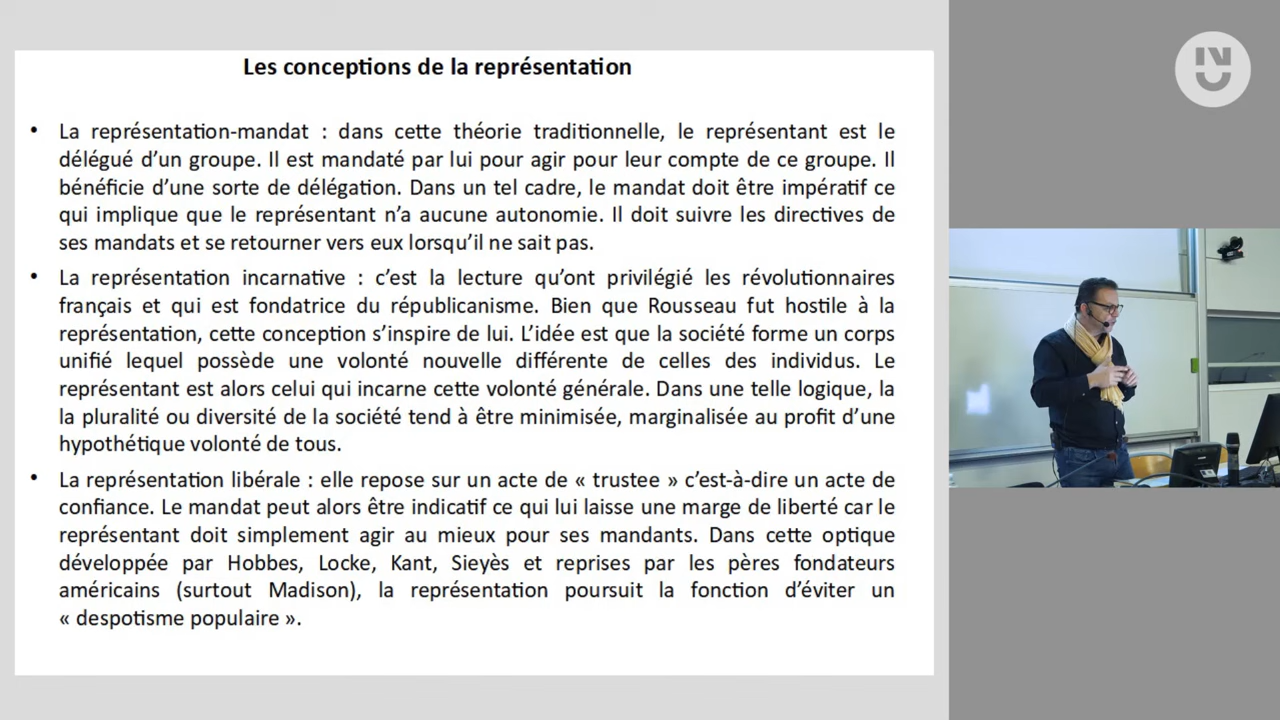 Les conceptions de la représentation
• La représentation-mandat : dans cette théorie traditionnelle, le représentant est le
délégué d’un groupe. Il est mandaté par lui pour agir pour leur compte de ce groupe. Il
bénéficie d’une sorte de délégation. Dans un tel cadre, le mandat doit être impératif ce
qui implique que le représentant n’a aucune autonomie. Il doit suivre les directives de
ses mandats et se retourner vers eux lorsqu’il ne sait pas.
• La représentation incarnative : c’est la lecture qu’ont privilégié les révolutionnaires
français et qui est fondatrice du républicanisme. Bien que Rousseau fut hostile à la
représentation, cette conception s’inspire de lui. L’idée est que la société forme un corps
unifié lequel possède une volonté nouvelle différente de celles des individus. Le
représentant est alors celui qui incarne cette volonté générale. Dans une telle logique, la
la pluralité ou diversité de la société tend à être minimisée, marginalisée au profit d’une
hypothétique volonté de tous.
• La représentation libérale : elle repose sur un acte de « trustee » c’est-à-dire un acte de
confiance. Le mandat peut alors être indicatif ce qui lui laisse une marge de liberté car le
représentant doit simplement agir au mieux pour ses mandants. Dans cette optique
développée par Hobbes, Locke, Kant, Sieyès et reprises par les pères fondateurs
américains (surtout Madison), la représentation poursuit la fonction d’éviter un
« despotisme populaire ».